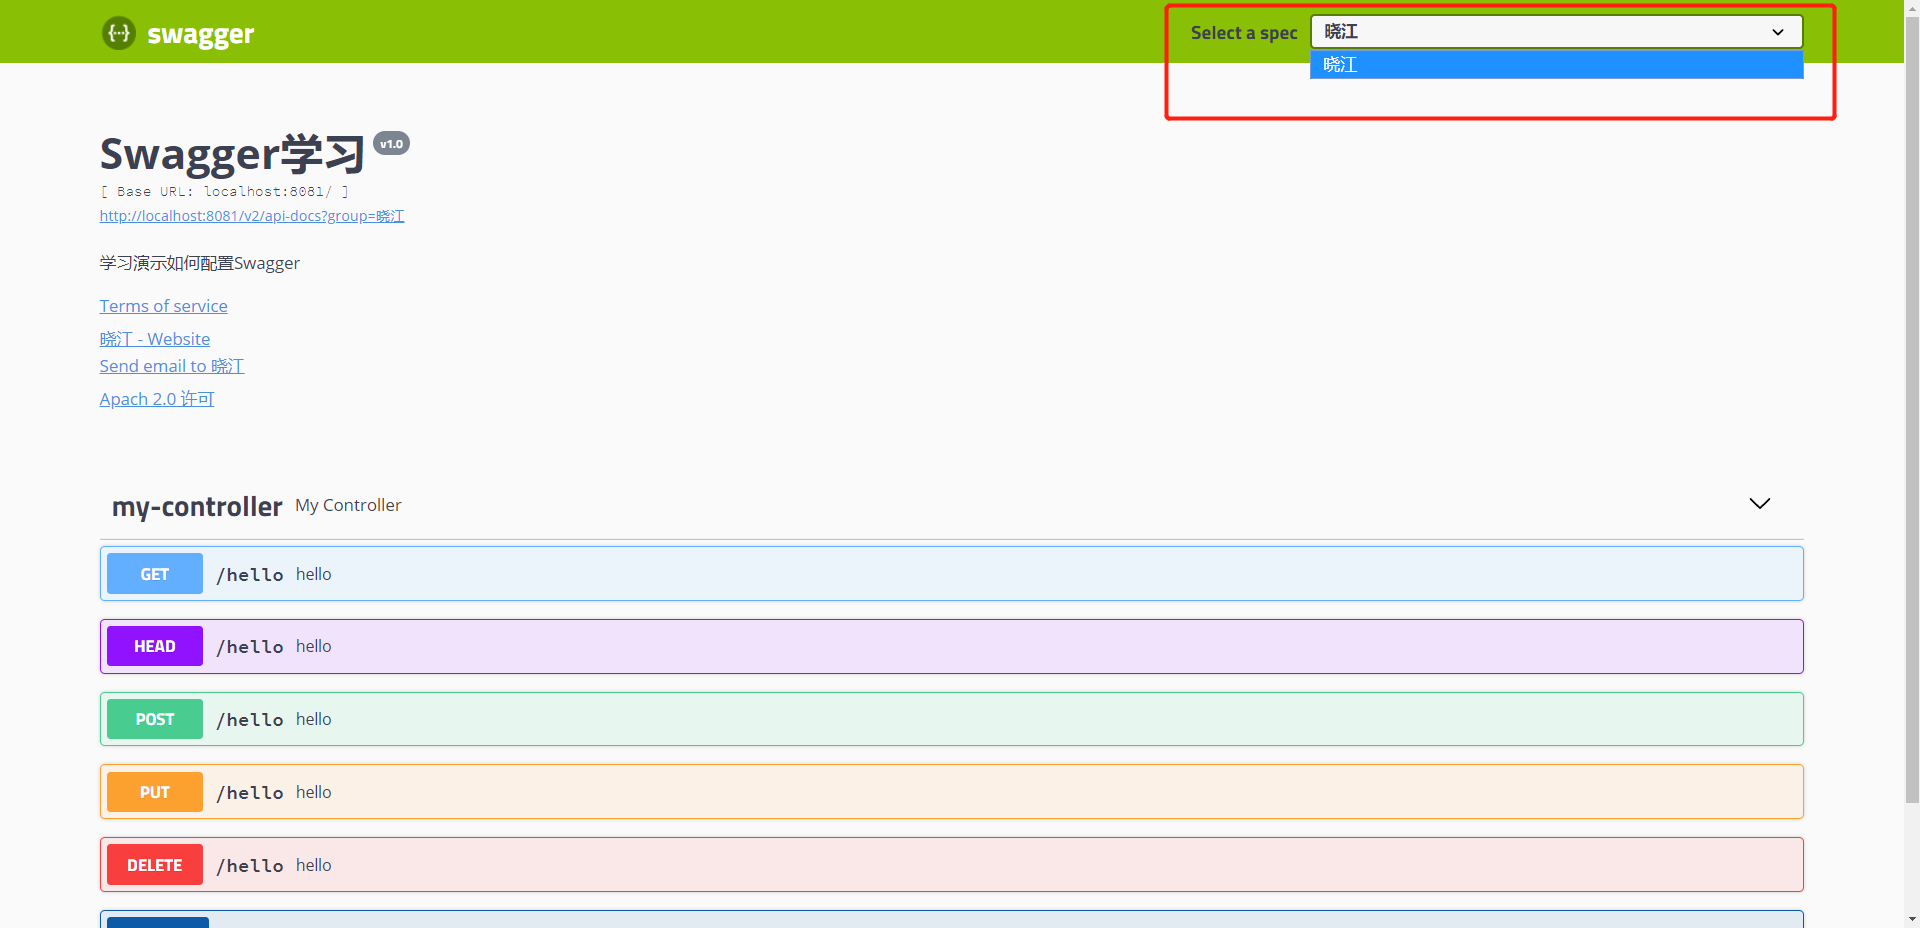 swagger
Select a spec 晓江
晓江
Swagger学习 v1.0
[ Base URL: localhost:8081/ ]
http://localhost:8081/v2/api-docs?group=晓江
学习演示如何配置Swagger
Terms of service
晓江 - Website
Send email to 晓江
Apach 2.0 许可
my-controller My Controller
GET /hello hello
HEAD /hello hello
POST /hello hello
PUT /hello hello
DELETE /hello hello